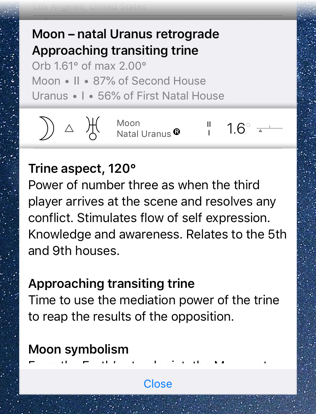 Moon – natal Uranus retrograde
Approaching transiting trine
Orb 1.61° of max 2.00°
Moon • II • 87% of Second House
Uranus • I • 56% of First Natal House
Moon
Natal Uranus R
II
I
1.6°
Trine aspect, 120°
Power of number three as when the third
player arrives at the scene and resolves any
conflict. Stimulates flow of self expression.
Knowledge and awareness. Relates to the 5th
and 9th houses.
Approaching transiting trine
Time to use the mediation power of the trine
to reap the results of the opposition.
Moon symbolism
Close